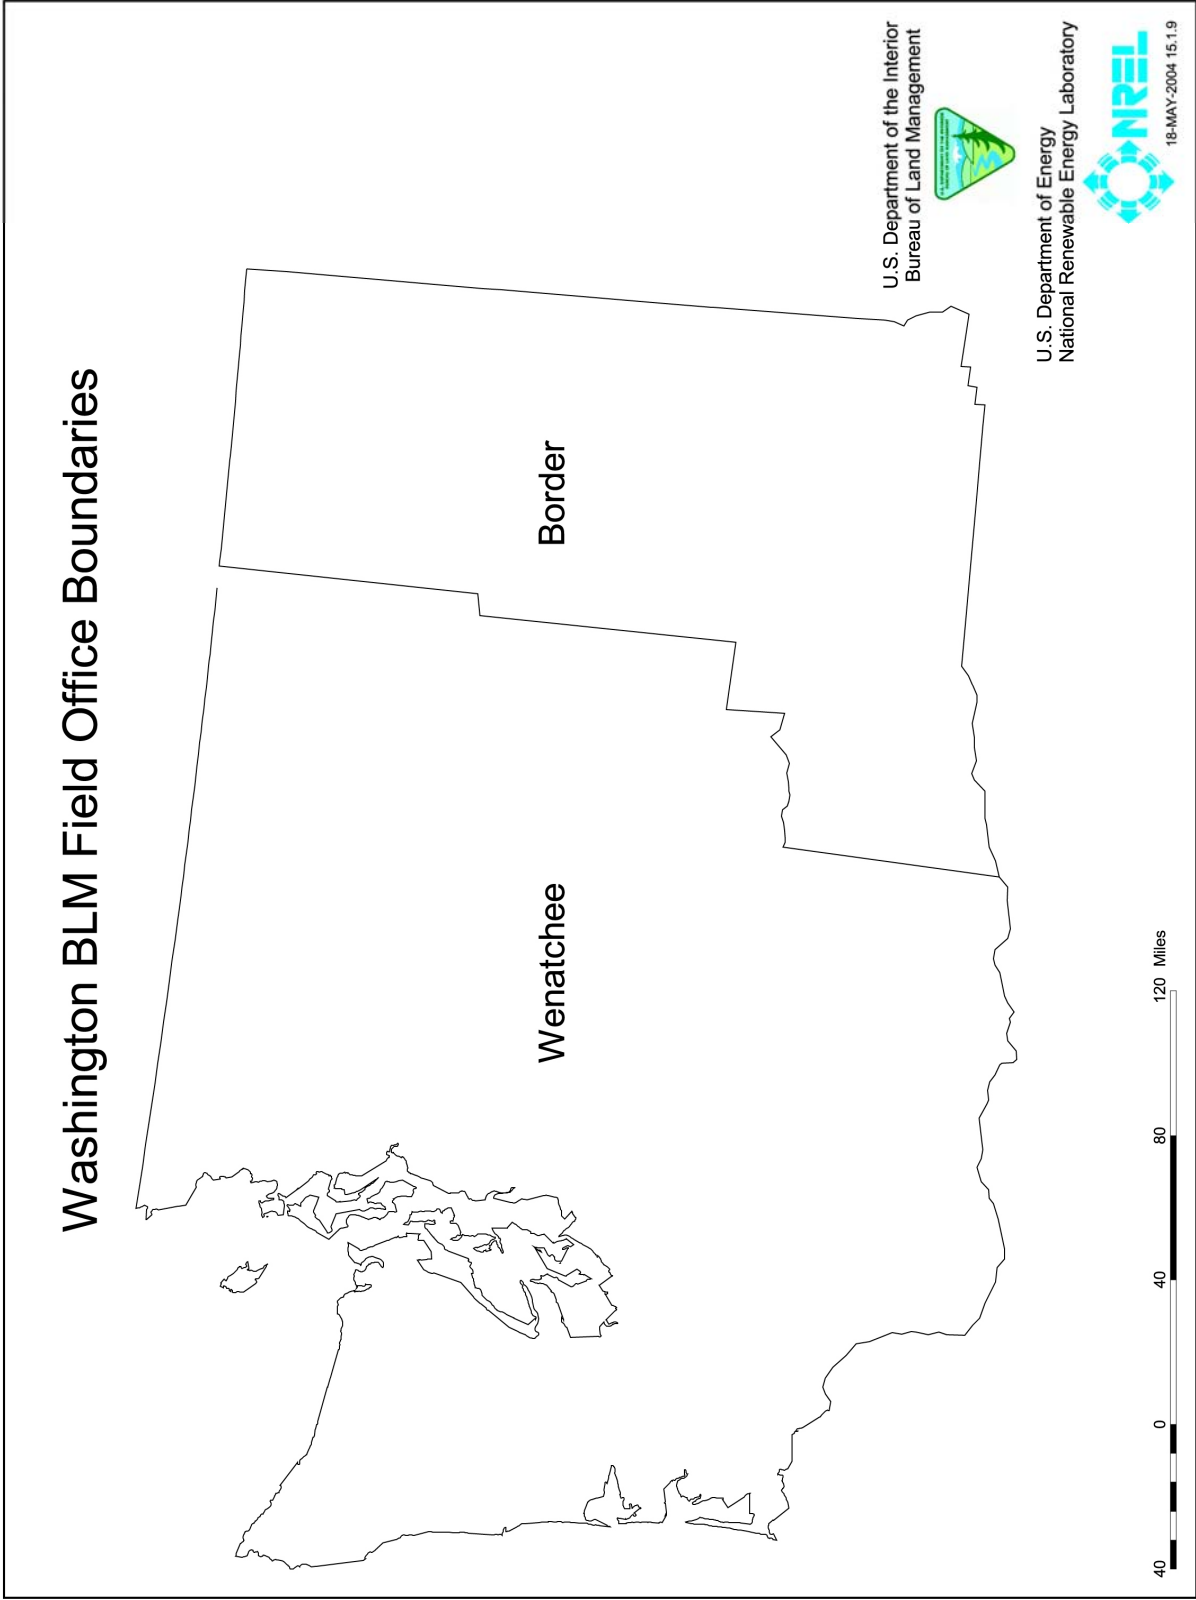 Washington BLM Field Office Boundaries
Wenatchee
Border
U.S. Department of the Interior
Bureau of Land Management
U.S. Department of Energy
National Renewable Energy Laboratory
NREL
18-MAY-2004 15.1.9
40 0 40 80 120 Miles